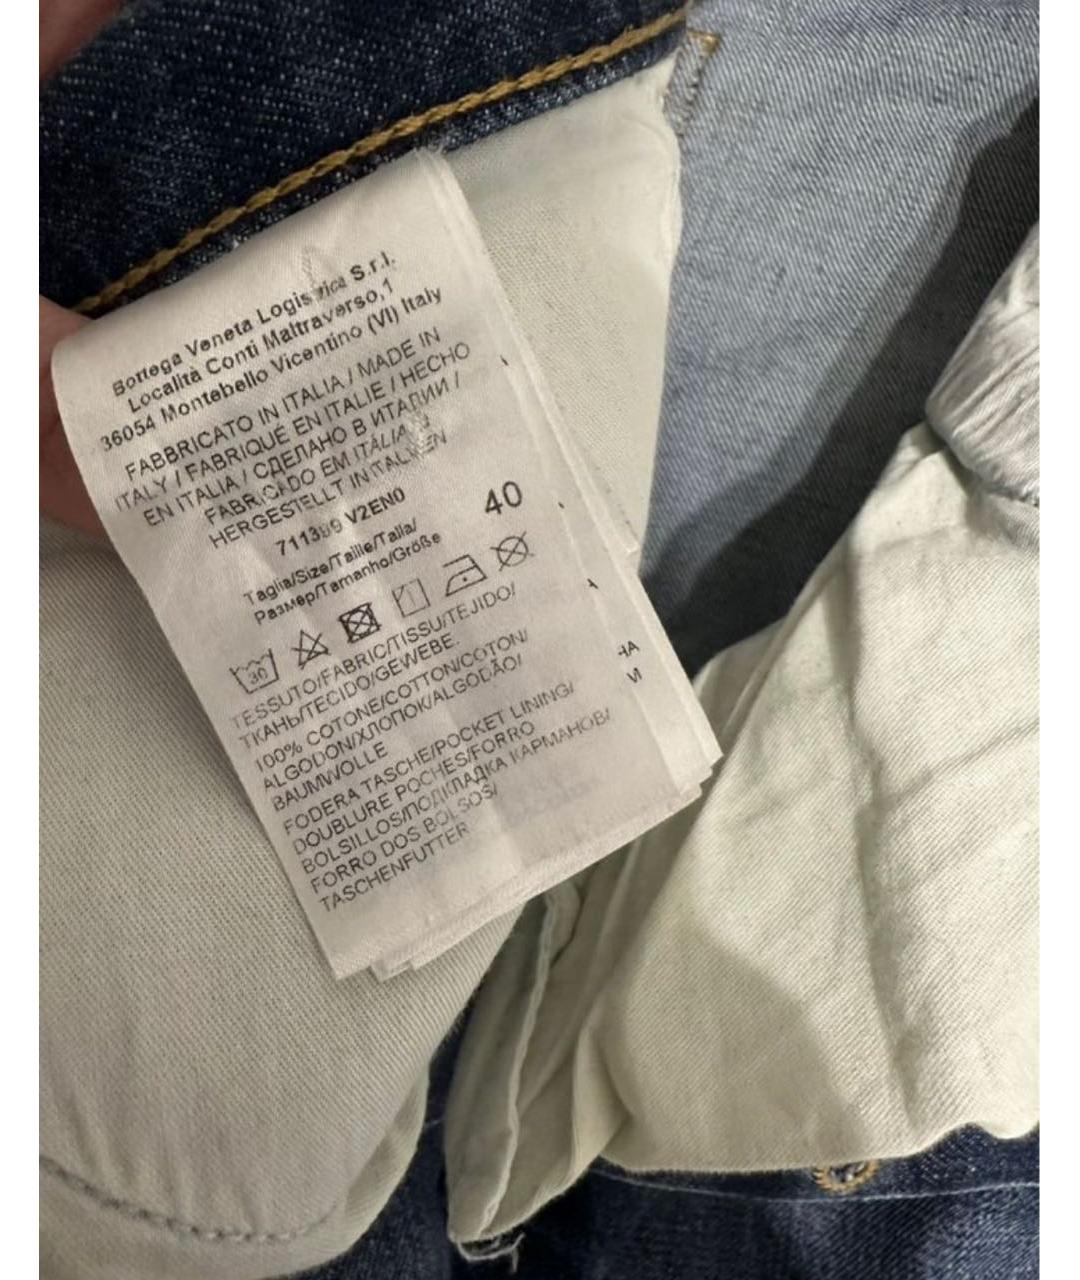 Bottega Veneta Logistica S.r.l.
Località Conti Maltraverso,1
36054 Montebello Vicentino (VI) Italy
FABBRICATO IN ITALIA / MADE IN
ITALY / FABRIQUÉ EN ITALIE / HECHO
EN ITALIA / СДЕЛАНО В ИТАЛИИ /
FABRICADO EM ITÁLIA /
HERGESTELLT IN ITALIEN
V2EN0
40
Taglia/Size/Taille/Talla/
Размер/Tamanho/Größe
30
TESSUTO/FABRIC/TISSU/TEJIDO/
ТКАНЬ/TECIDO/GEWEBE.
100% COTONE/COTTON/COTON/
ALGODON/ХЛОПОК/ALGODÃO/
BAUMWOLLE
FODERA TASCHE/POCKET LINING/
DOUBLURE POCHES/FORRO
BOLSILLOS/ПОДКЛАДКА КАРМАНОВ/
FORRO DOS BOLSOS/
TASCHENFUTTER